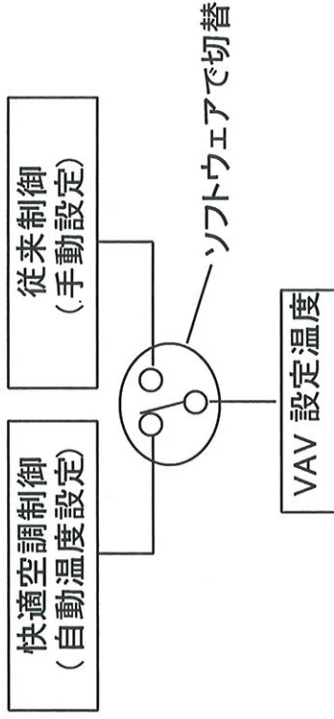 快適空調制御
(自動温度設定)
従来制御
(手動設定)
ソフトウェアで切替
VAV 設定温度